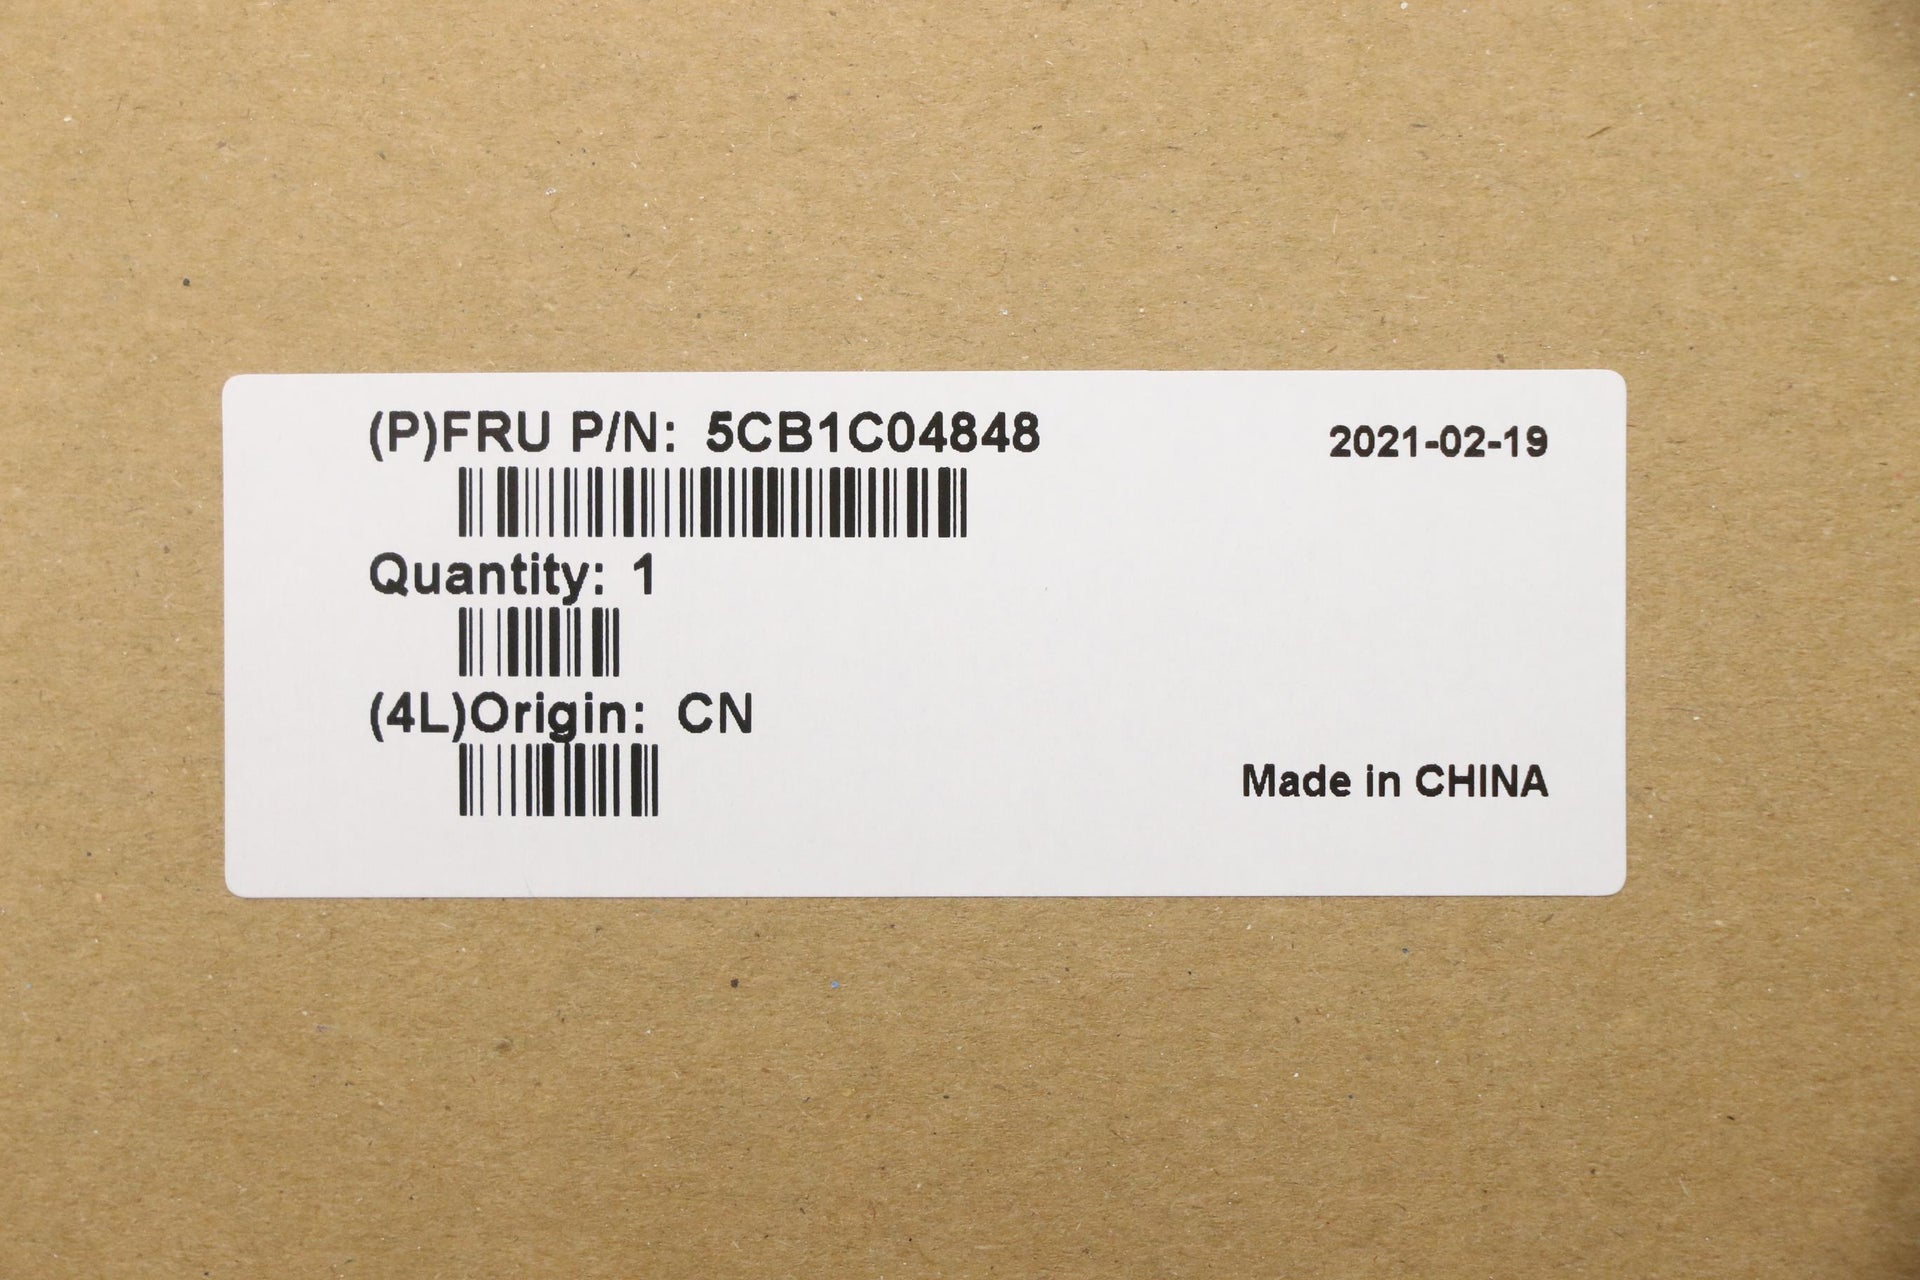 (P)FRU P/N: 5CB1C04848
2021-02-19
Quantity: 1
(4L)Origin: CN
Made in CHINA